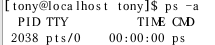 [tony@localhost tony]$ ps -a
PID TTY TIME CMD
2038 pts/0 00:00:00 ps